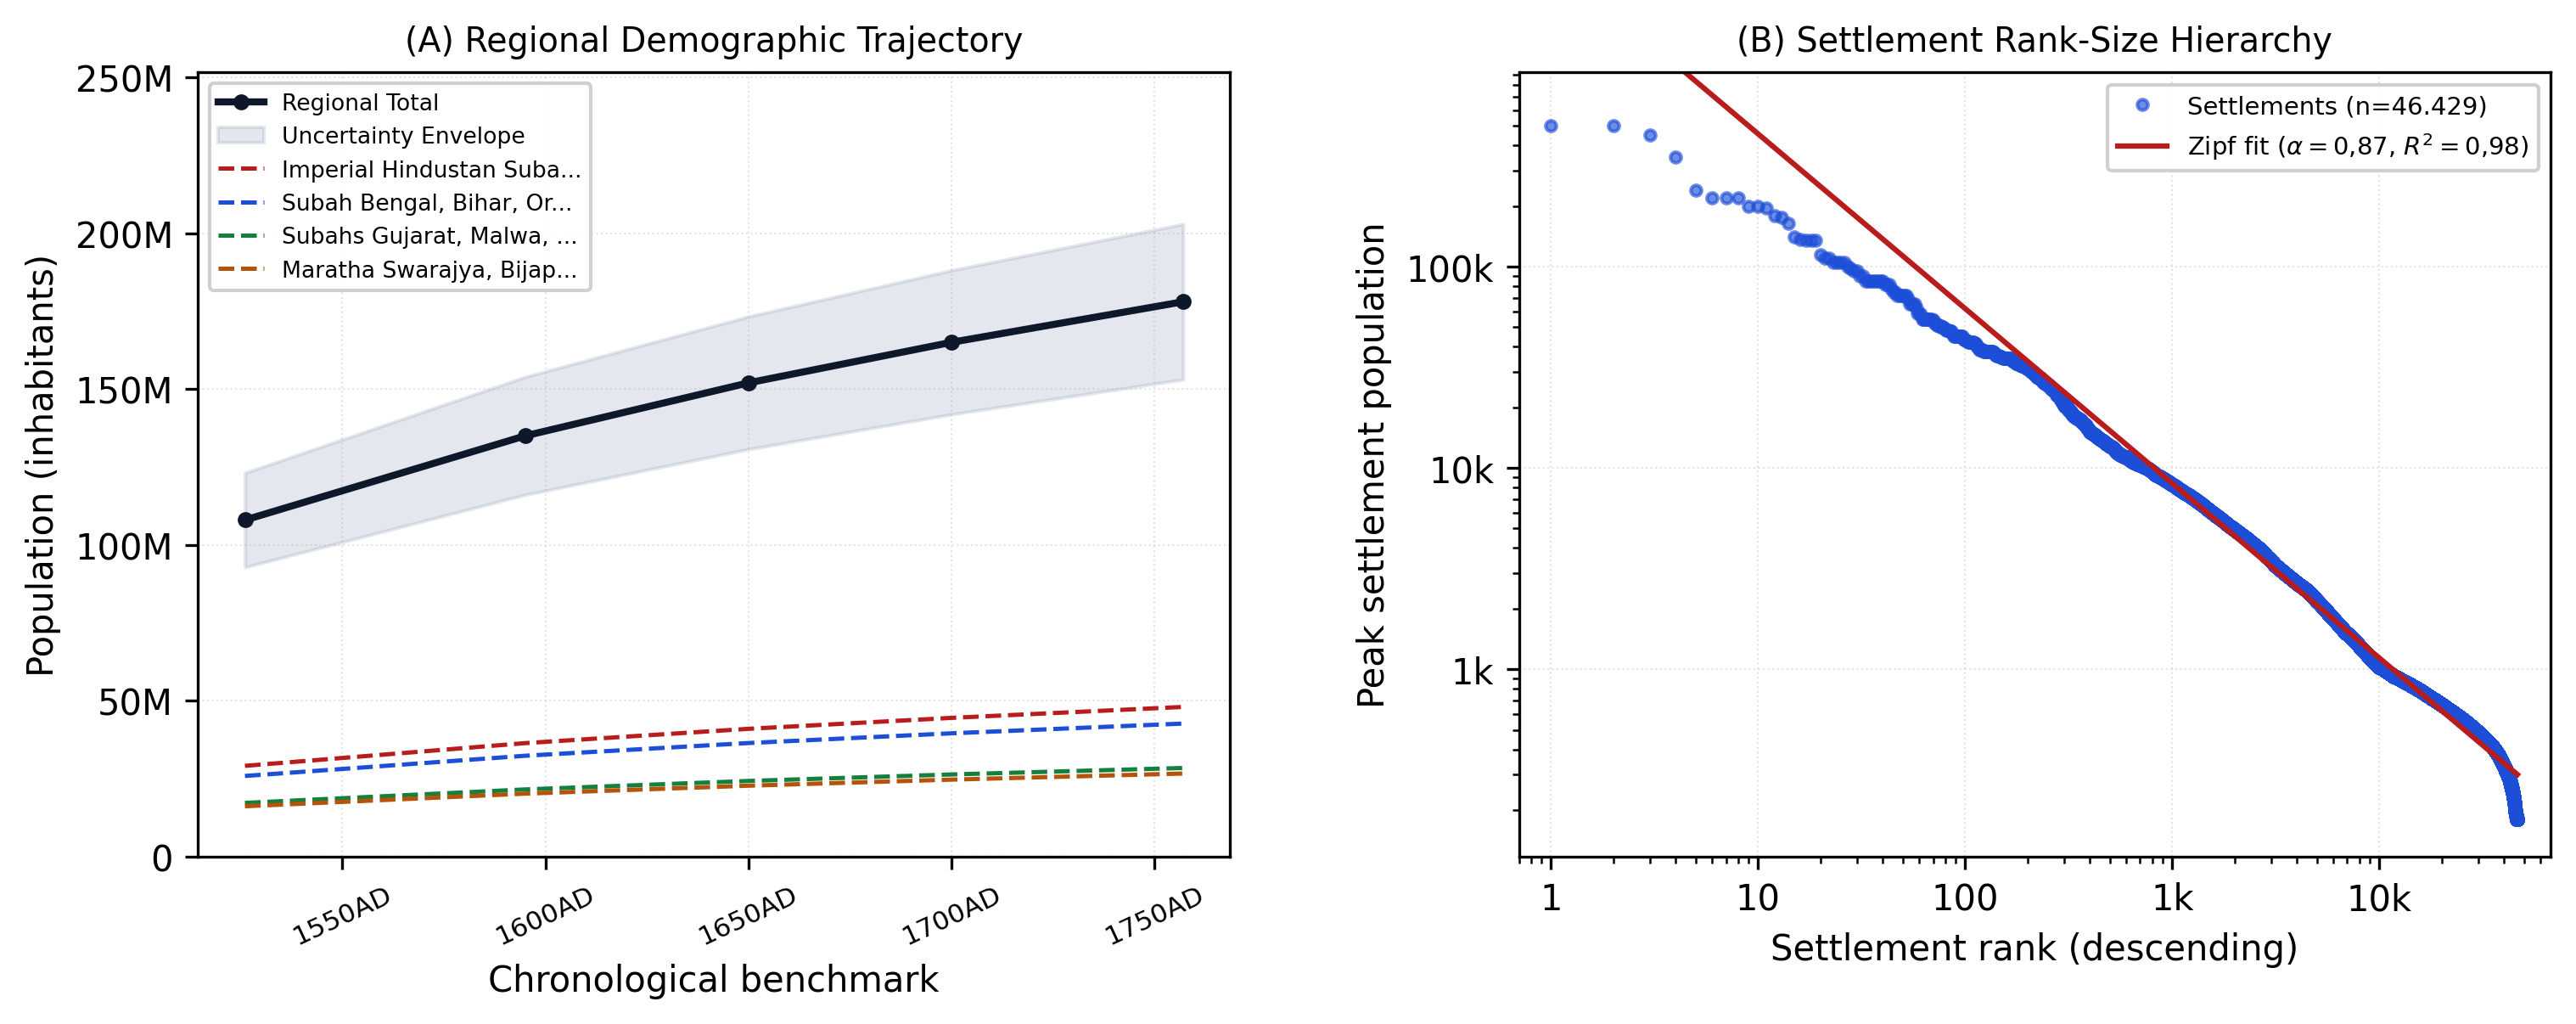 (A) Regional Demographic Trajectory
Population (inhabitants)
250M
200M
150M
100M
50M
0
Regional Total
Uncertainty Envelope
Imperial Hindustan Suba...
Subah Bengal, Bihar, Or...
Subahs Gujarat, Malwa, ...
Maratha Swarajya, Bijap...
1550AD
1600AD
1650AD
1700AD
1750AD
Chronological benchmark
(B) Settlement Rank-Size Hierarchy
Peak settlement population
100k
10k
1k
Settlements (n=46.429)
Zipf fit (α = 0,87, R² = 0,98)
1
10
100
1k
10k
Settlement rank (descending)